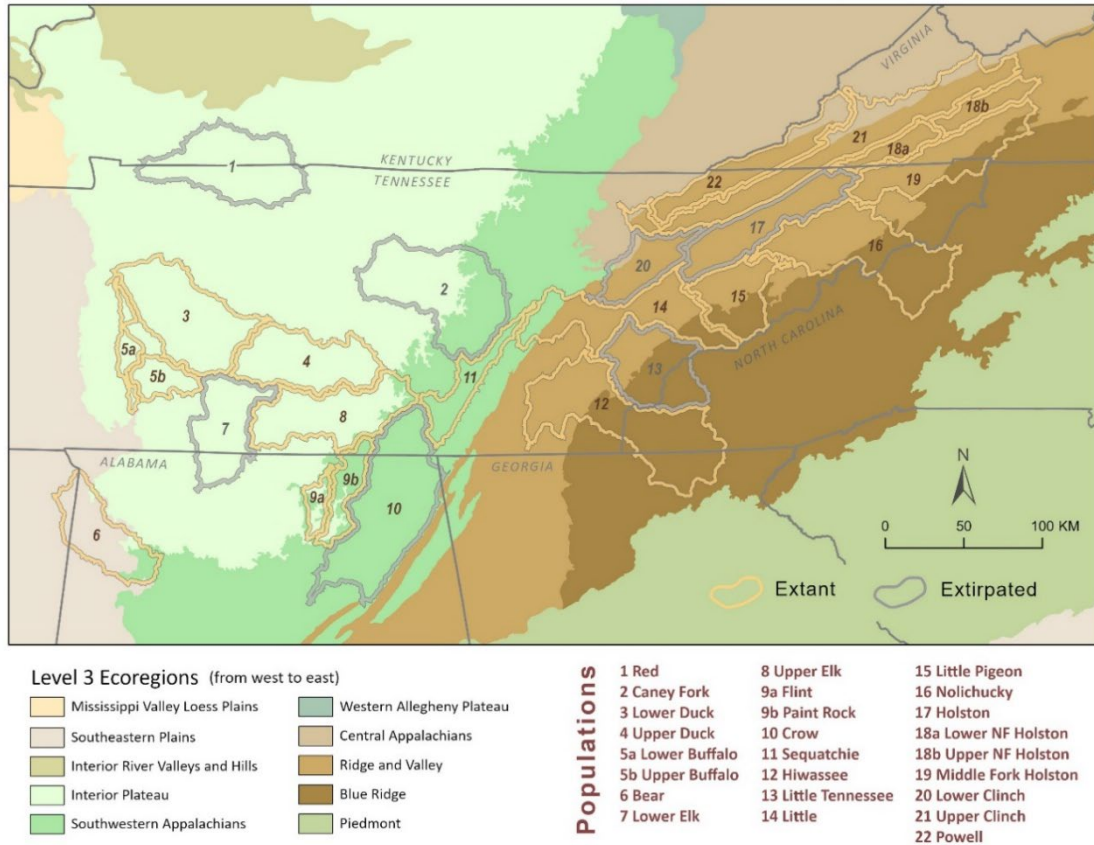 VIRGINIA
18b
21
18a
KENTUCKY
1
TENNESSEE
22
19
17
16
2
20
3
15
14
NORTH CAROLINA
5a
4
11
13
5b
12
7
8
ALABAMA
GEORGIA
9b
9a
10
N
6
0 50 100 KM
Extant Extirpated
Level 3 Ecoregions (from west to east)
Mississippi Valley Loess Plains
Southeastern Plains
Interior River Valleys and Hills
Interior Plateau
Southwestern Appalachians
Western Allegheny Plateau
Central Appalachians
Ridge and Valley
Blue Ridge
Piedmont
Populations
1 Red
2 Caney Fork
3 Lower Duck
4 Upper Duck
5a Lower Buffalo
5b Upper Buffalo
6 Bear
7 Lower Elk
8 Upper Elk
9a Flint
9b Paint Rock
10 Crow
11 Sequatchie
12 Hiwassee
13 Little Tennessee
14 Little
15 Little Pigeon
16 Nolichucky
17 Holston
18a Lower NF Holston
18b Upper NF Holston
19 Middle Fork Holston
20 Lower Clinch
21 Upper Clinch
22 Powell